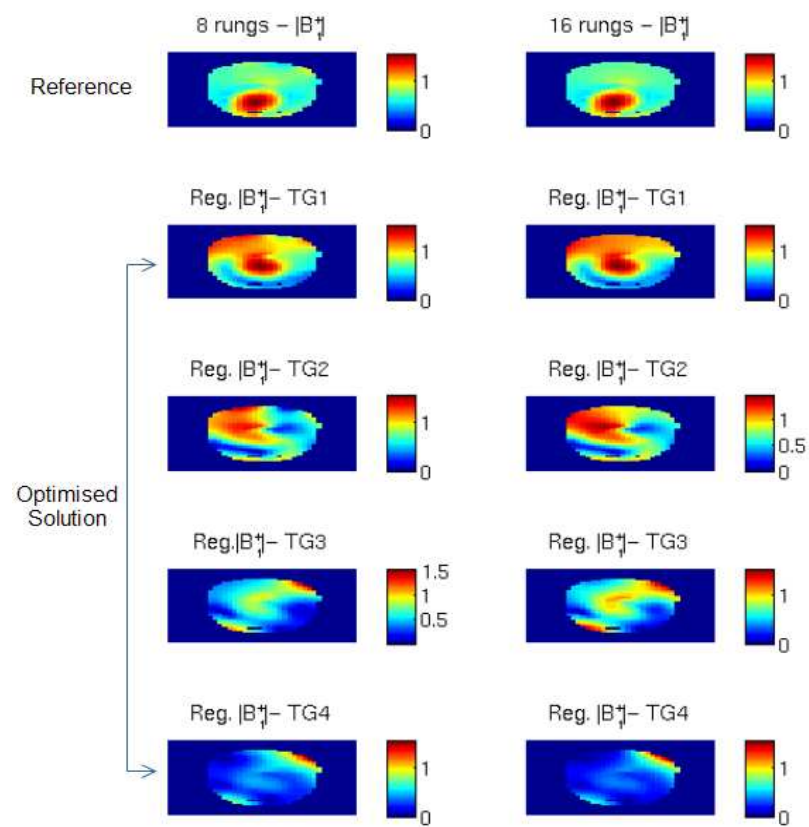 8 rungs – |B₁⁺| 16 rungs – |B₁⁺|
Reference
1
0
1
0
Reg. |B₁⁺|– TG1 Reg. |B₁⁺|– TG1
1
0
1
0
Reg. |B₁⁺|– TG2 Reg. |B₁⁺|– TG2
1
0
1
0.5
0
Optimised
Solution
Reg.|B₁⁺|– TG3 Reg. |B₁⁺|– TG3
1.5
1
0.5
1
0
Reg. |B₁⁺|– TG4 Reg. |B₁⁺|– TG4
1
0
1
0